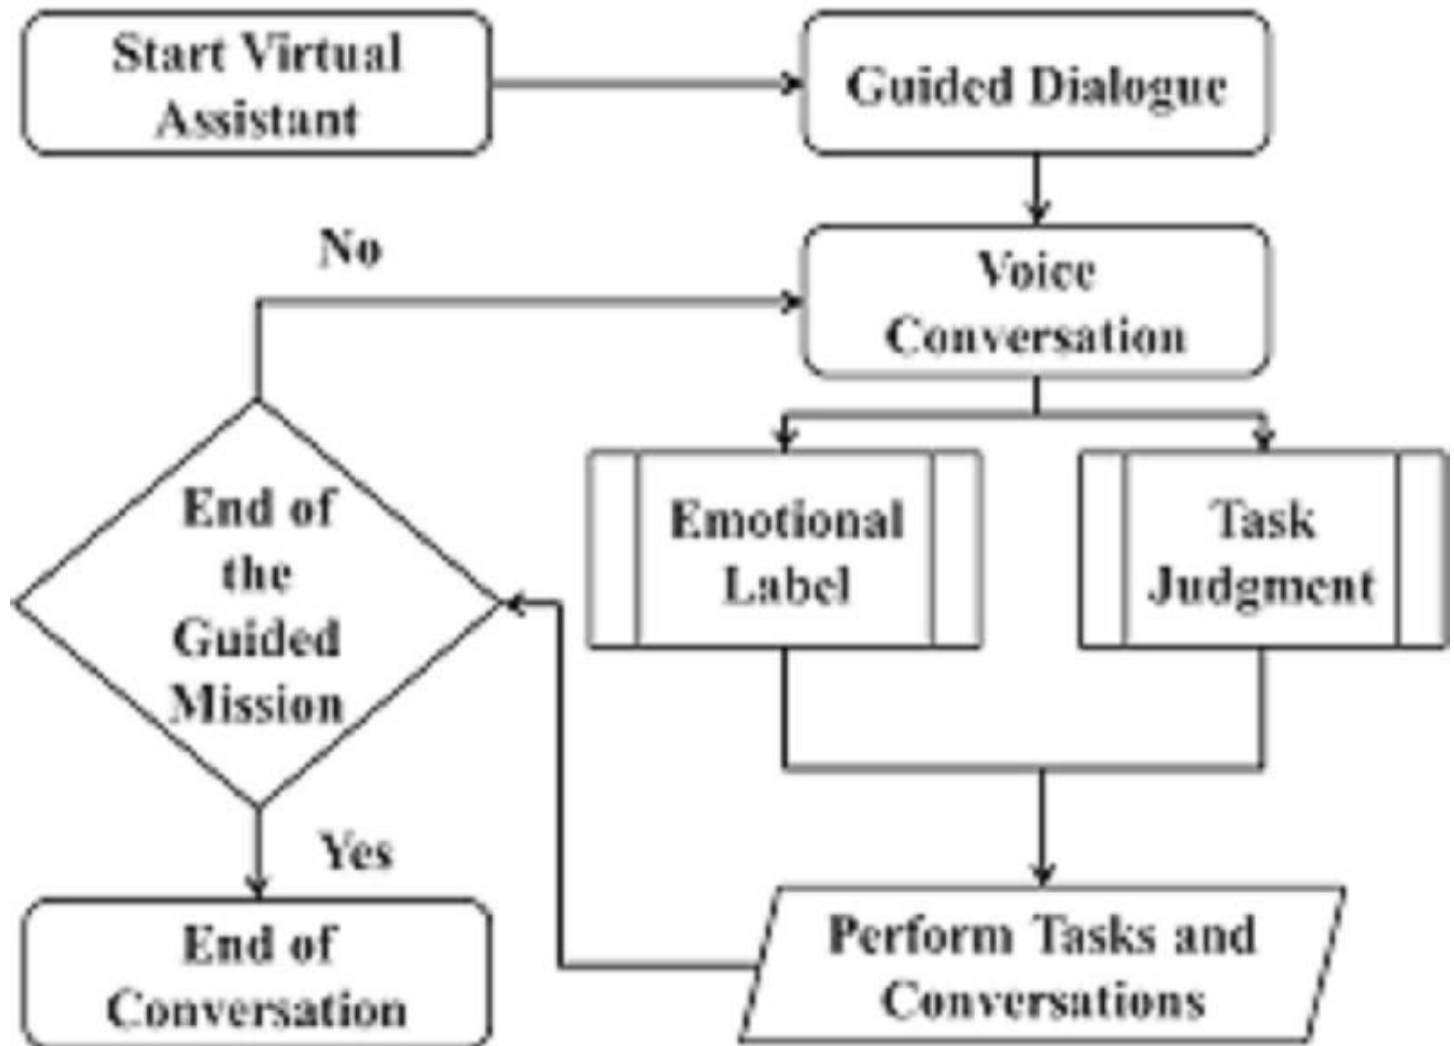 Start Virtual
Assistant
Guided Dialogue
No
Voice
Conversation
End of
the
Guided
Mission
Emotional
Label
Task
Judgment
Yes
End of
Conversation
Perform Tasks and
Conversations